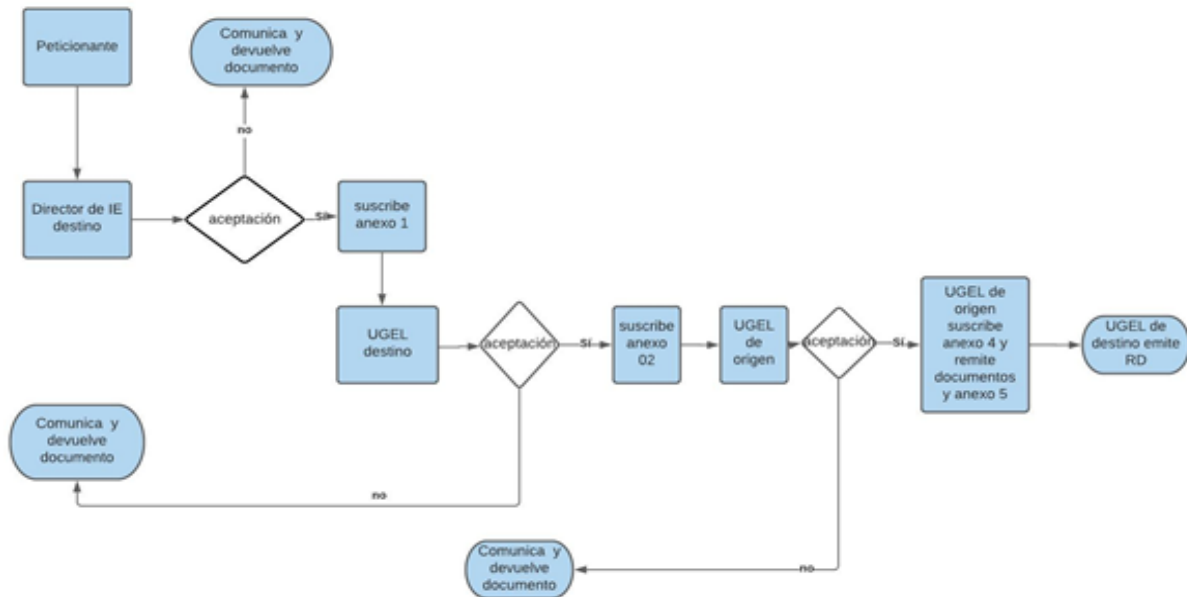 Peticionante
Comunica y
devuelve
documento
no
Director de IE
destino
aceptación
si
suscribe
anexo 1
UGEL
destino
aceptación
SÍ
suscribe
anexo
02
UGEL
de
origen
aceptación
SÍ
UGEL de
origen
suscribe
anexo 4 y
remite
documentos
y anexo 5
UGEL de
destino emite
RD
Comunica y
devuelve
documento
no
Comunica y
devuelve
documento
no